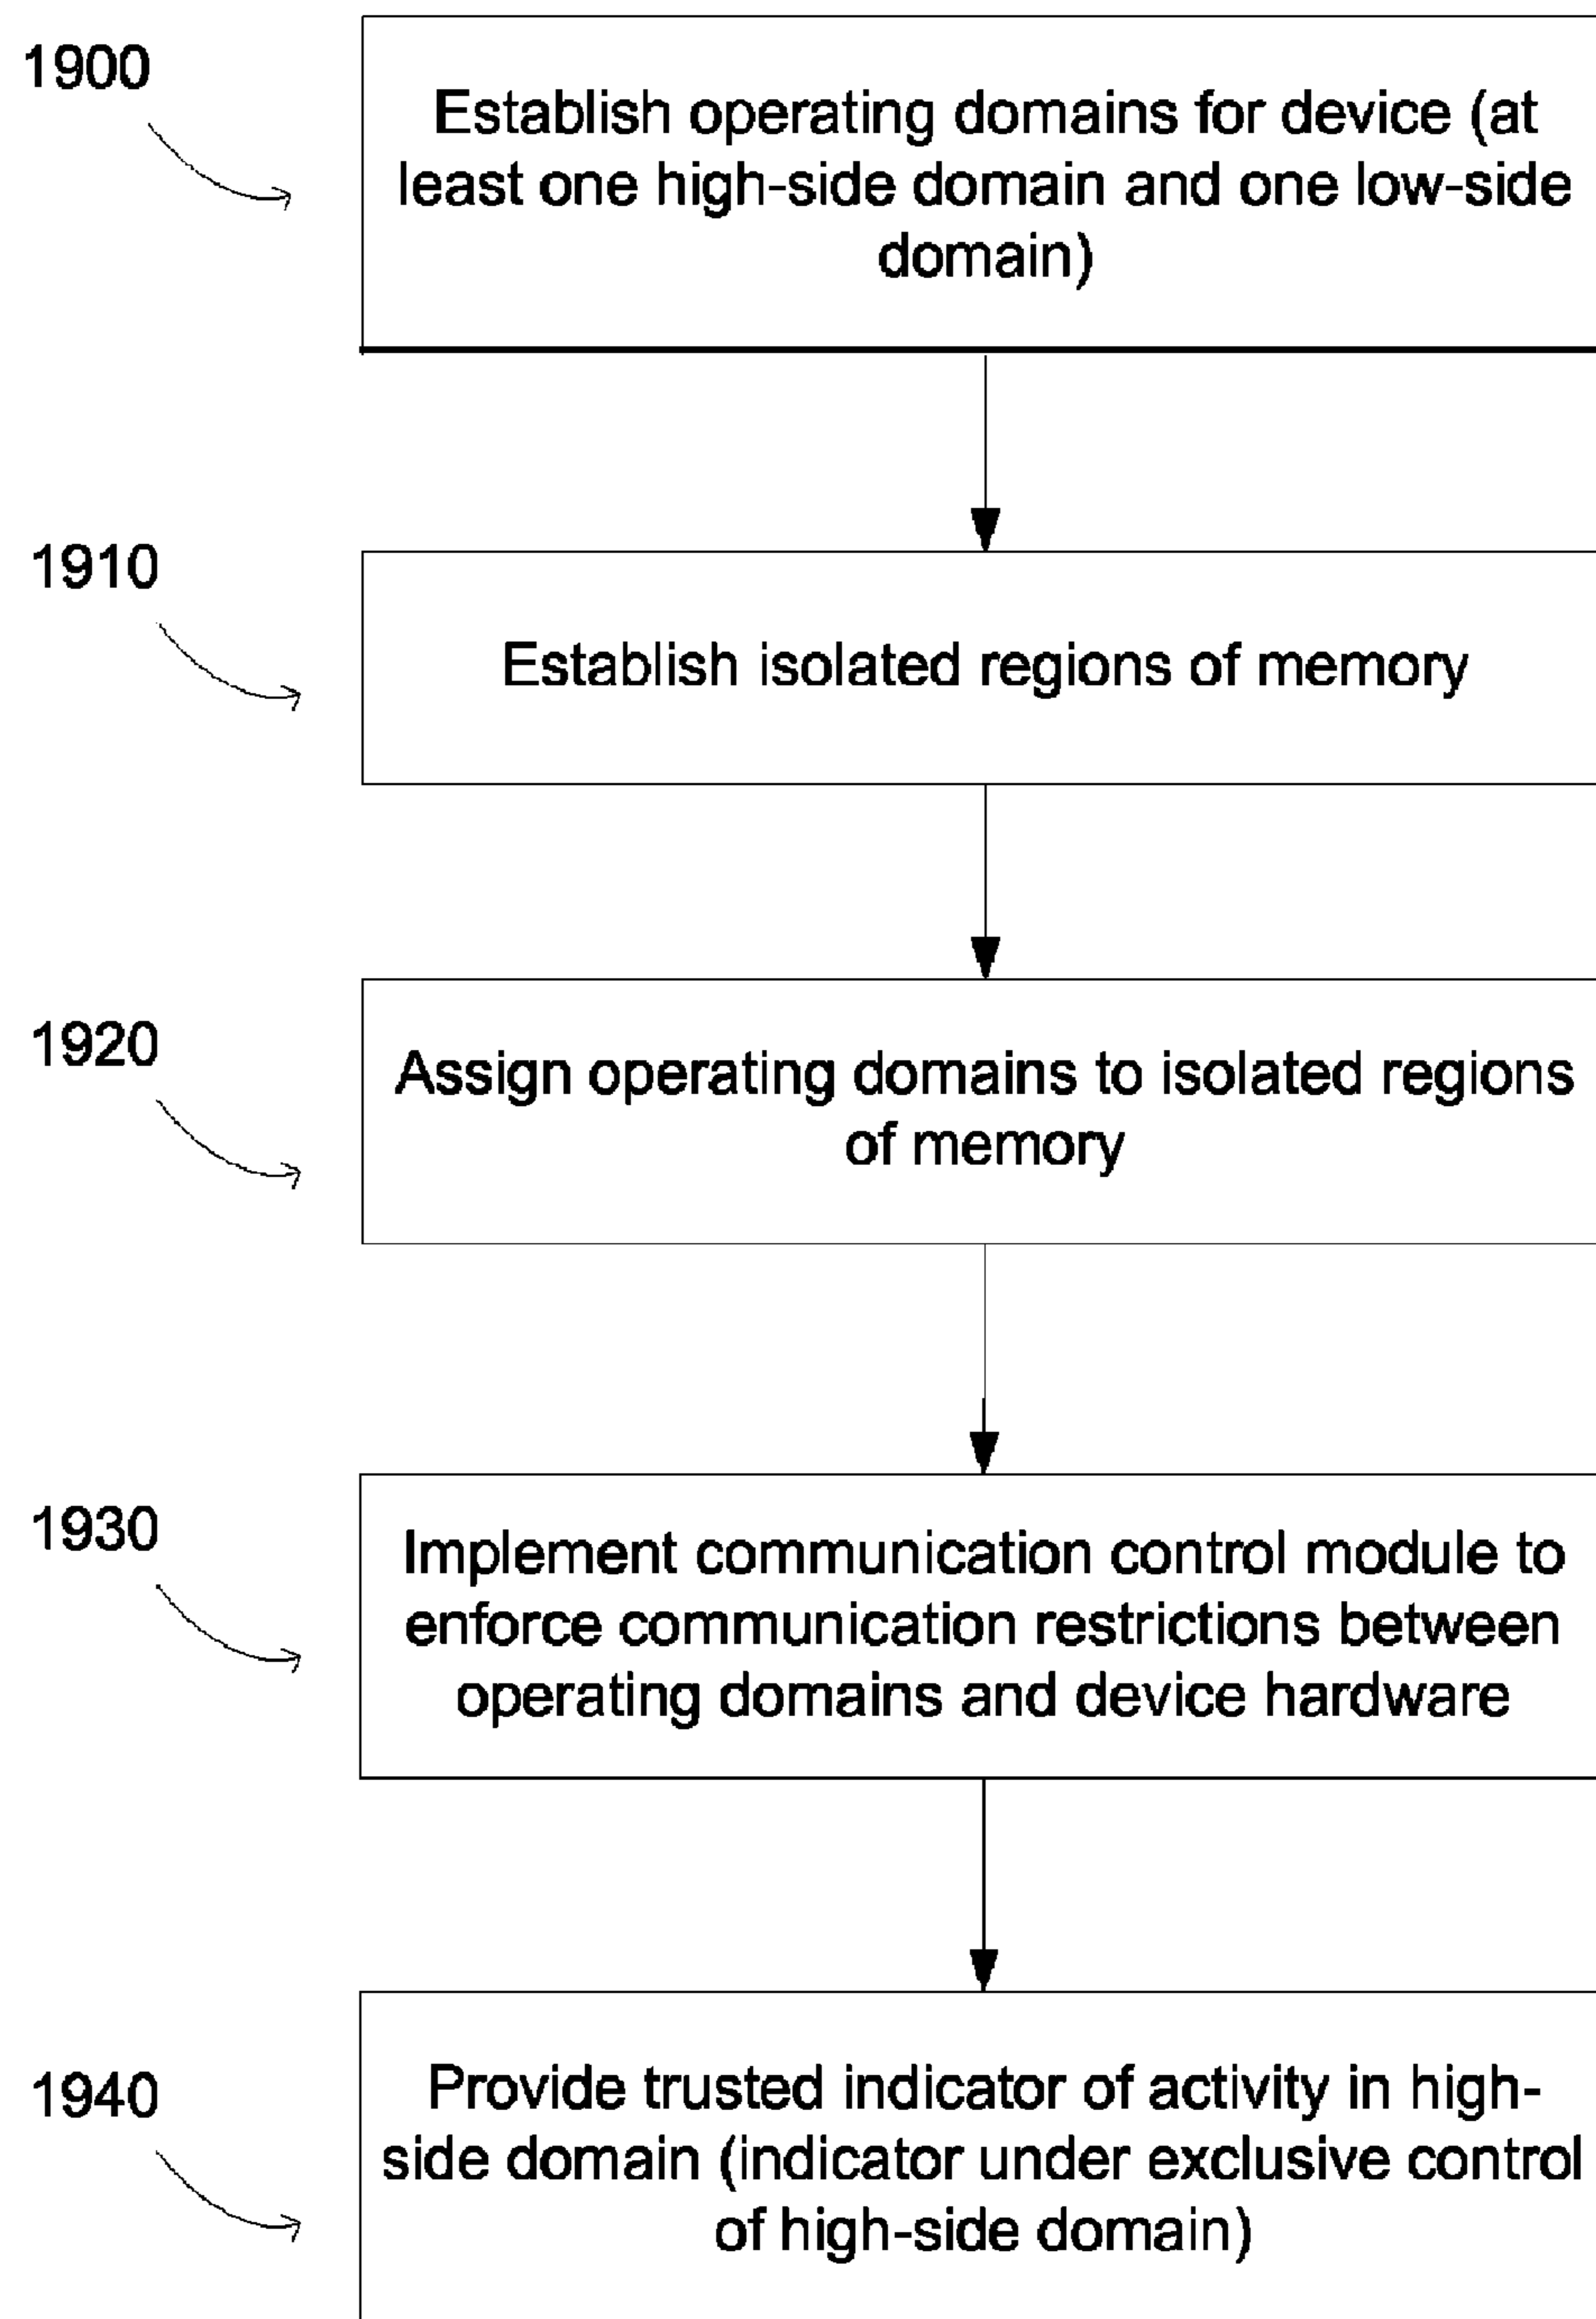 1900
Establish operating domains for device (at
least one high-side domain and one low-side
domain)
1910
Establish isolated regions of memory
1920
Assign operating domains to isolated regions
of memory
1930
Implement communication control module to
enforce communication restrictions between
operating domains and device hardware
1940
Provide trusted indicator of activity in high-
side domain (indicator under exclusive control
of high-side domain)